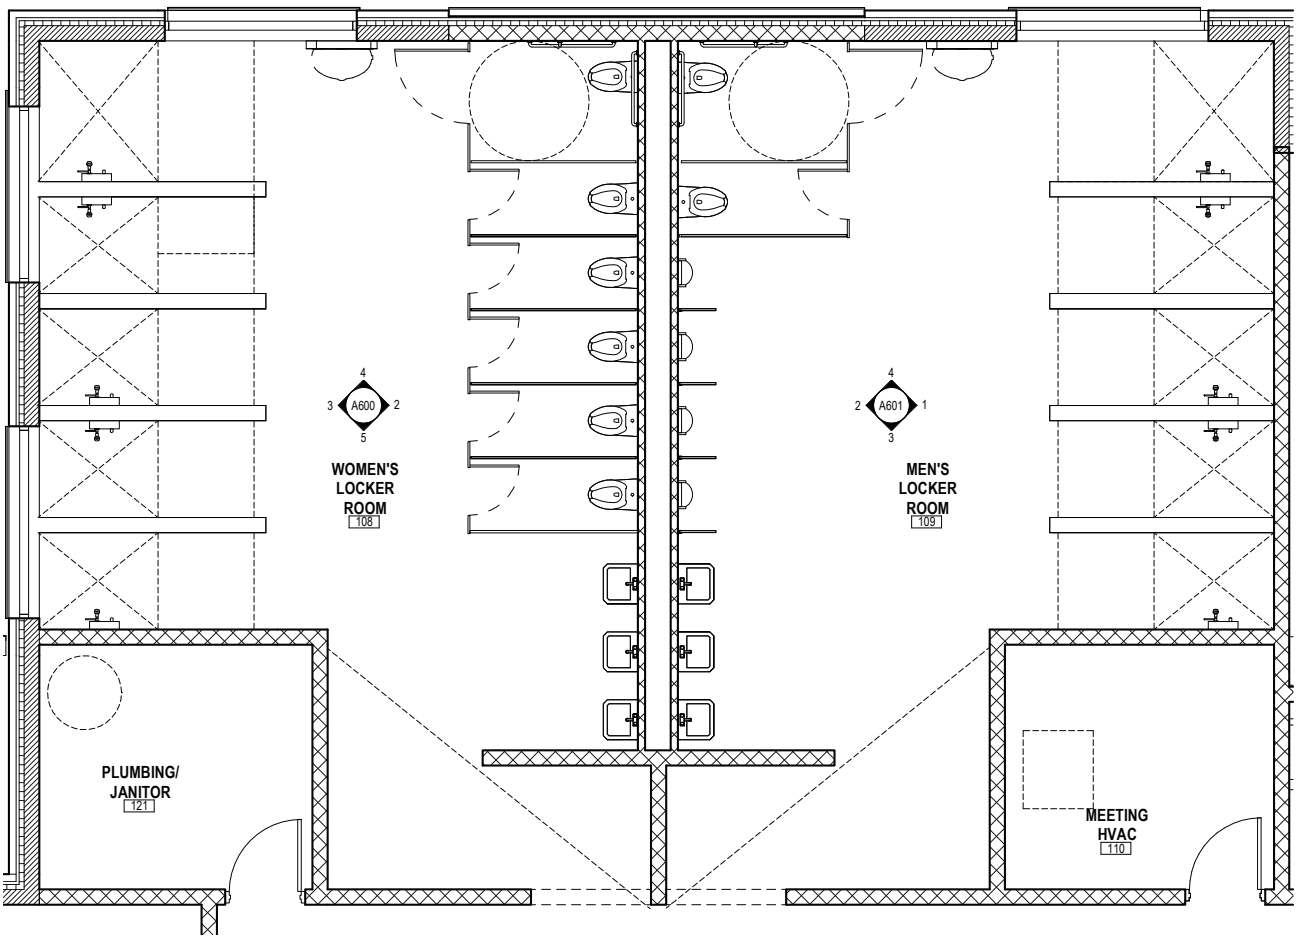 4
3 A600 2
5
WOMEN'S
LOCKER
ROOM
108
4
2 A601 1
3
MEN'S
LOCKER
ROOM
109
PLUMBING/
JANITOR
121
MEETING
HVAC
110